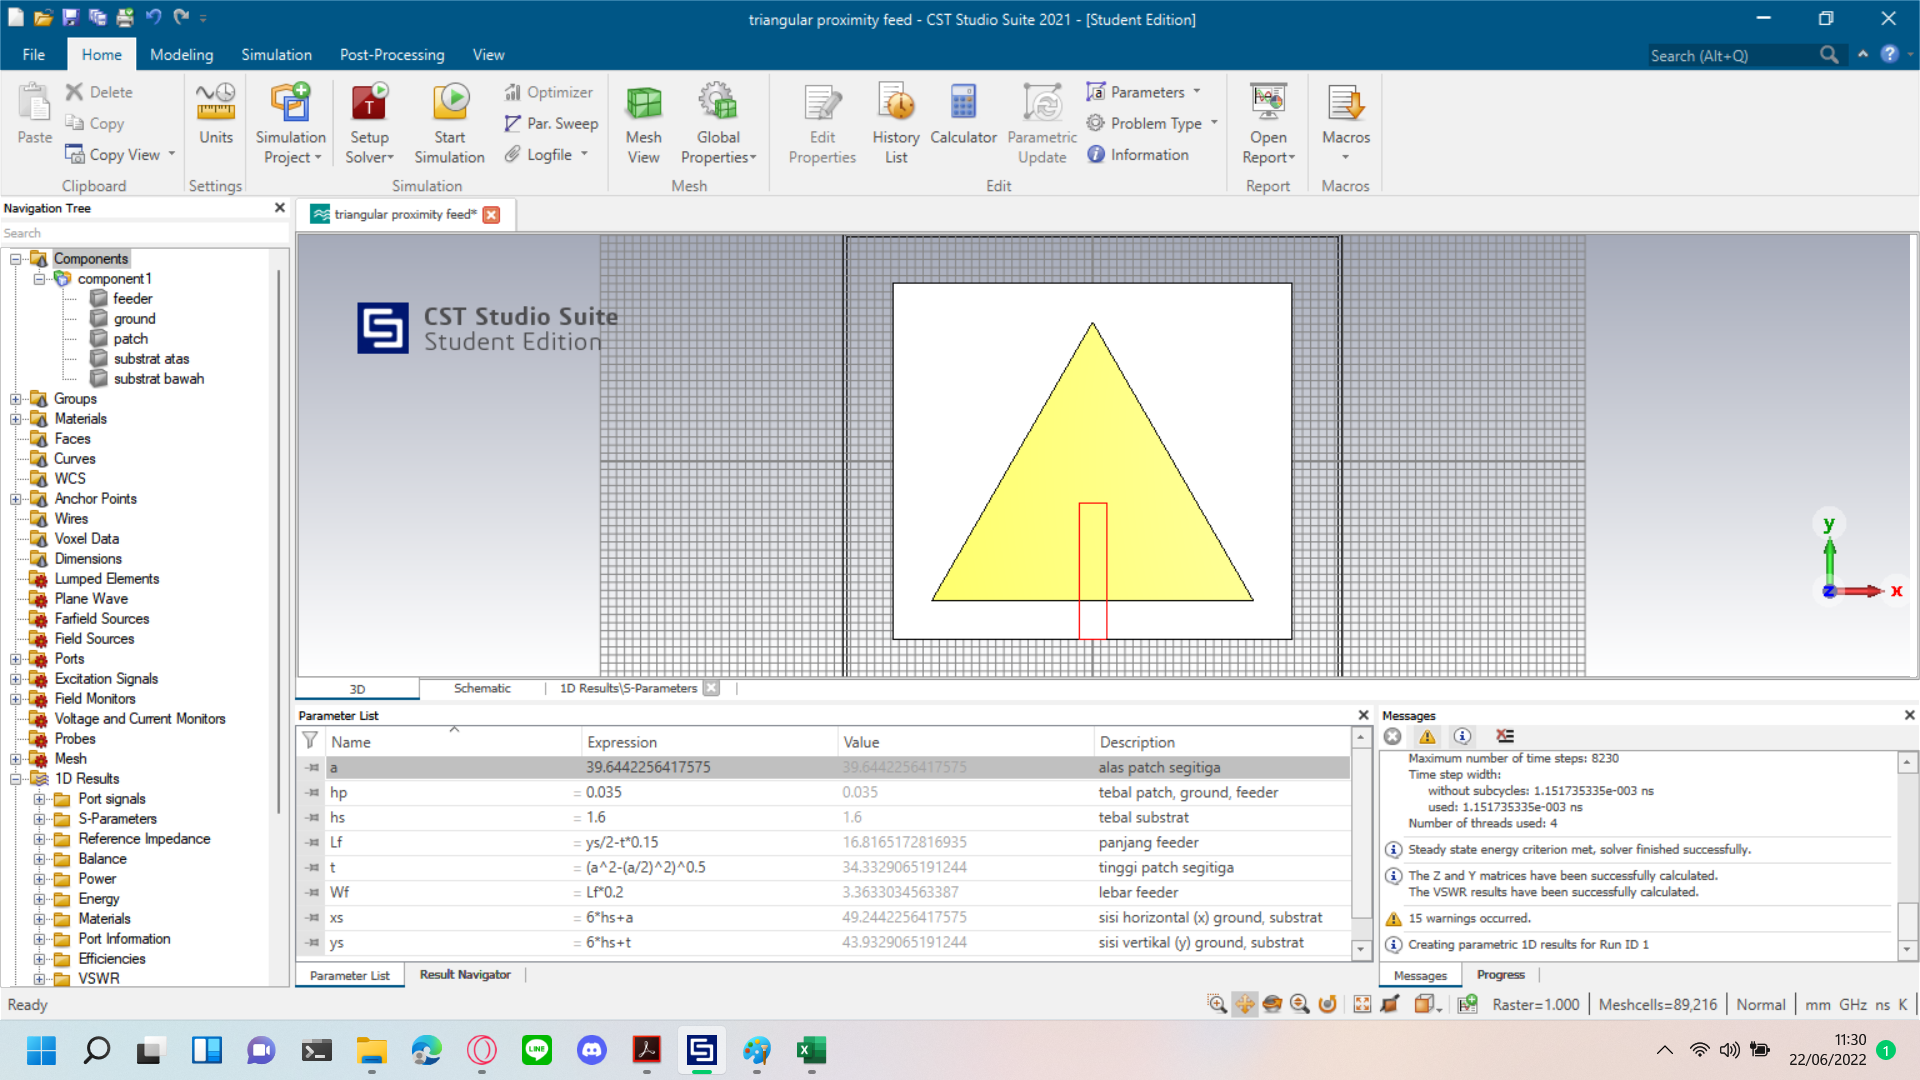 triangular proximity feed - CST Studio Suite 2021 - [Student Edition]
File Home Modeling Simulation Post-Processing View
Search (Alt+Q)
Paste
Delete
Copy
Copy View
Clipboard
Units
Settings
Simulation
Project
Setup
Solver
Start
Simulation
Optimizer
Par. Sweep
Logfile
Simulation
Mesh
View
Global
Properties
Mesh
Edit
Properties
History
List
Calculator
Parametric
Update
Parameters
Problem Type
Information
Edit
Open
Report
Report
Macros
Macros
Navigation Tree
Search
Components
component1
feeder
ground
patch
substrat atas
substrat bawah
Groups
Materials
Faces
Curves
WCS
Anchor Points
Wires
Voxel Data
Dimensions
Lumped Elements
Plane Wave
Farfield Sources
Field Sources
Ports
Excitation Signals
Field Monitors
Voltage and Current Monitors
Probes
Mesh
1D Results
Port signals
S-Parameters
Reference Impedance
Balance
Power
Energy
Materials
Port Information
Efficiencies
VSWR
triangular proximity feed*
CST Studio Suite
Student Edition
y
z
x
3D Schematic 1D Results\S-Parameters
Parameter List
Name Expression Value Description
a 39.6442256417575 39.6442256417575 alas patch segitiga
hp = 0.035 0.035 tebal patch, ground, feeder
hs = 1.6 1.6 tebal substrat
Lf = ys/2-t*0.15 16.8165172816935 panjang feeder
t = (a^2-(a/2)^2)^0.5 34.3329065191244 tinggi patch segitiga
Wf = Lf*0.2 3.3633034563387 lebar feeder
xs = 6*hs+a 49.2442256417575 sisi horizontal (x) ground, substrat
ys = 6*hs+t 43.9329065191244 sisi vertikal (y) ground, substrat
Parameter List Result Navigator
Messages
Maximum number of time steps: 8230
Time step width:
without subcycles: 1.151735335e-003 ns
used: 1.151735335e-003 ns
Number of threads used: 4
Steady state energy criterion met, solver finished successfully.
The Z and Y matrices have been successfully calculated.
The VSWR results have been successfully calculated.
15 warnings occurred.
Creating parametric 1D results for Run ID 1
Messages Progress
Ready
Raster=1.000 Meshcells=89,216 Normal mm GHz ns K
LINE
11:30
22/06/2022
1